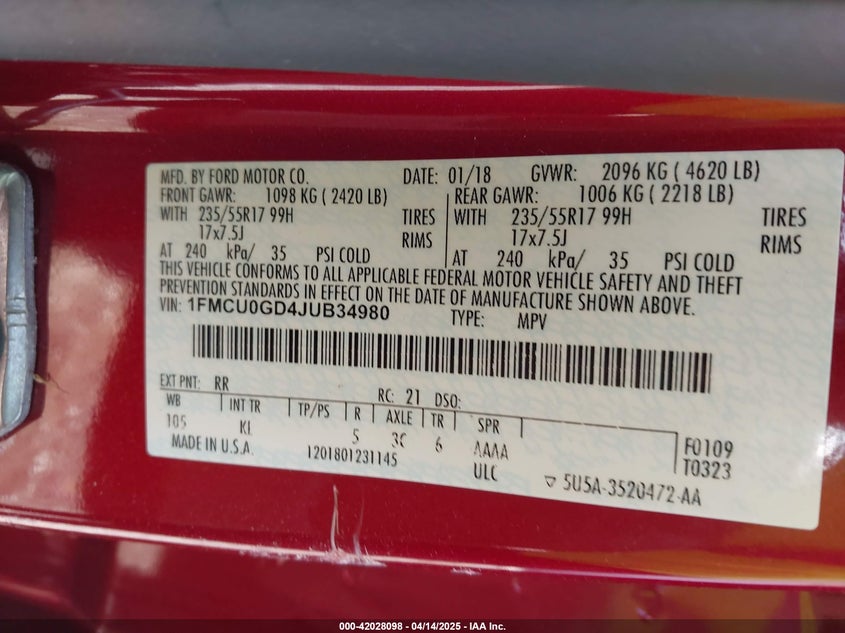 MFD. BY FORD MOTOR CO. DATE: 01/18 GVWR: 2096 KG ( 4620 LB)
FRONT GAWR: 1098 KG ( 2420 LB) REAR GAWR: 1006 KG ( 2218 LB)
WITH 235/55R17 99H TIRES WITH 235/55R17 99H TIRES
17x7.5J RIMS 17x7.5J RIMS
AT 240 kPa/ 35 PSI COLD AT 240 kPa/ 35 PSI COLD
THIS VEHICLE CONFORMS TO ALL APPLICABLE FEDERAL MOTOR VEHICLE SAFETY AND THEFT
PREVENTION STANDARDS IN EFFECT ON THE DATE OF MANUFACTURE SHOWN ABOVE.
VIN: 1FMCU0GD4JUB34980 TYPE: MPV
EXT PNT: RR RC: 21 DSO:
WB INT TR TP/PS R AXLE TR SPR
105 KI 5 3C 6 AAAA F0109
MADE IN U.S.A. 1201801231145 ULC T0323
5U5A-3520472-AA
000-42028098 - 04/14/2025 - IAA Inc.